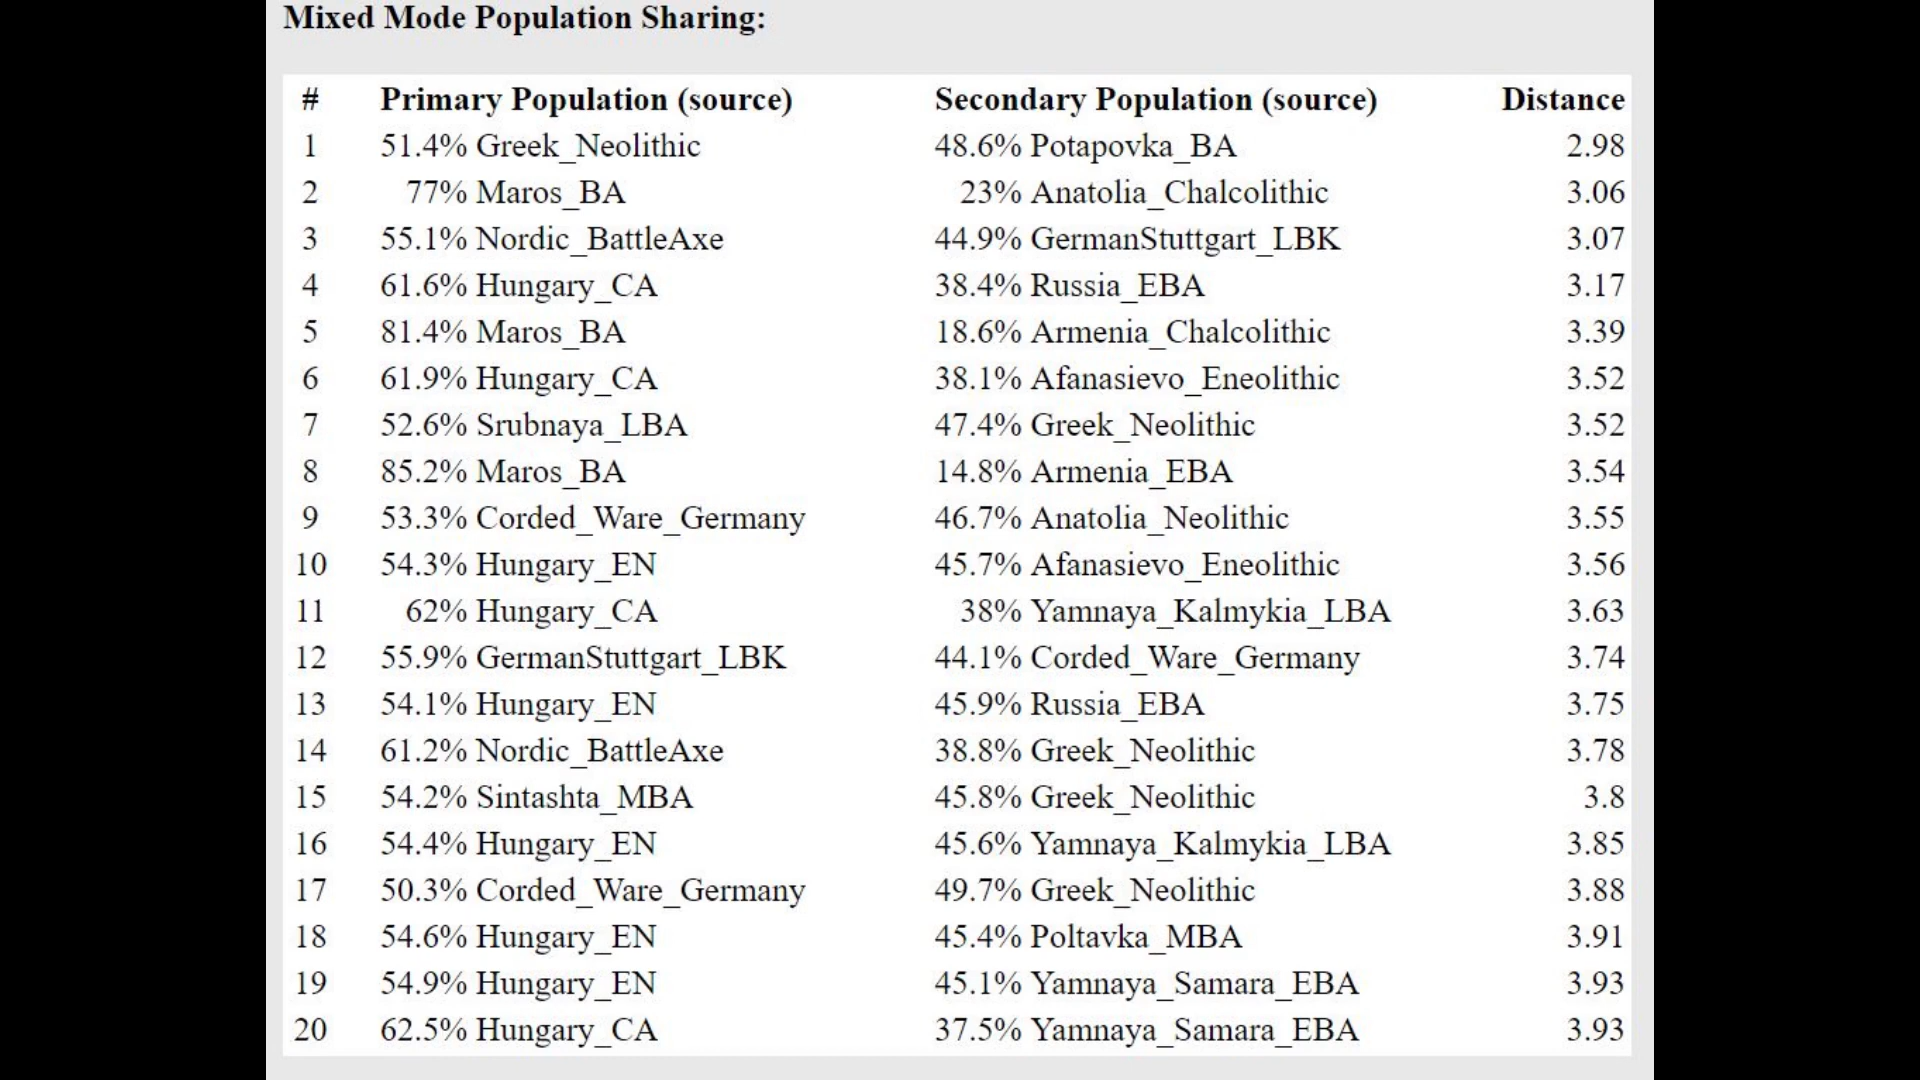 Mixed Mode Population Sharing:
# Primary Population (source) Secondary Population (source) Distance
1 51.4% Greek_Neolithic 48.6% Potapovka_BA 2.98
2 77% Maros_BA 23% Anatolia_Chalcolithic 3.06
3 55.1% Nordic_BattleAxe 44.9% GermanStuttgart_LBK 3.07
4 61.6% Hungary_CA 38.4% Russia_EBA 3.17
5 81.4% Maros_BA 18.6% Armenia_Chalcolithic 3.39
6 61.9% Hungary_CA 38.1% Afanasievo_Eneolithic 3.52
7 52.6% Srubnaya_LBA 47.4% Greek_Neolithic 3.52
8 85.2% Maros_BA 14.8% Armenia_EBA 3.54
9 53.3% Corded_Ware_Germany 46.7% Anatolia_Neolithic 3.55
10 54.3% Hungary_EN 45.7% Afanasievo_Eneolithic 3.56
11 62% Hungary_CA 38% Yamnaya_Kalmykia_LBA 3.63
12 55.9% GermanStuttgart_LBK 44.1% Corded_Ware_Germany 3.74
13 54.1% Hungary_EN 45.9% Russia_EBA 3.75
14 61.2% Nordic_BattleAxe 38.8% Greek_Neolithic 3.78
15 54.2% Sintashta_MBA 45.8% Greek_Neolithic 3.8
16 54.4% Hungary_EN 45.6% Yamnaya_Kalmykia_LBA 3.85
17 50.3% Corded_Ware_Germany 49.7% Greek_Neolithic 3.88
18 54.6% Hungary_EN 45.4% Poltavka_MBA 3.91
19 54.9% Hungary_EN 45.1% Yamnaya_Samara_EBA 3.93
20 62.5% Hungary_CA 37.5% Yamnaya_Samara_EBA 3.93